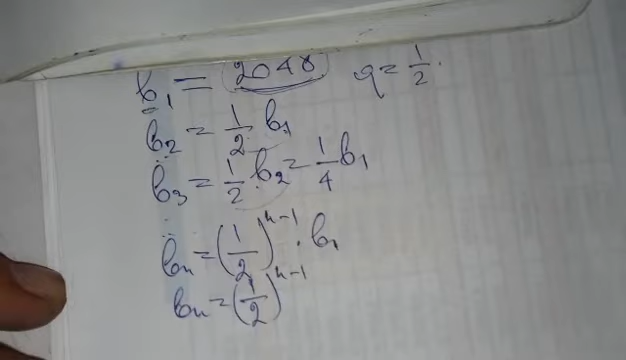 b₁ = 2048 q = 1/2.
b₂ = 1/2 b₁
b₃ = 1/2 · b₂ = 1/4 b₁
bₙ = (1/2)ⁿ⁻¹ · b₁
bₙ = (1/2)ⁿ⁻¹